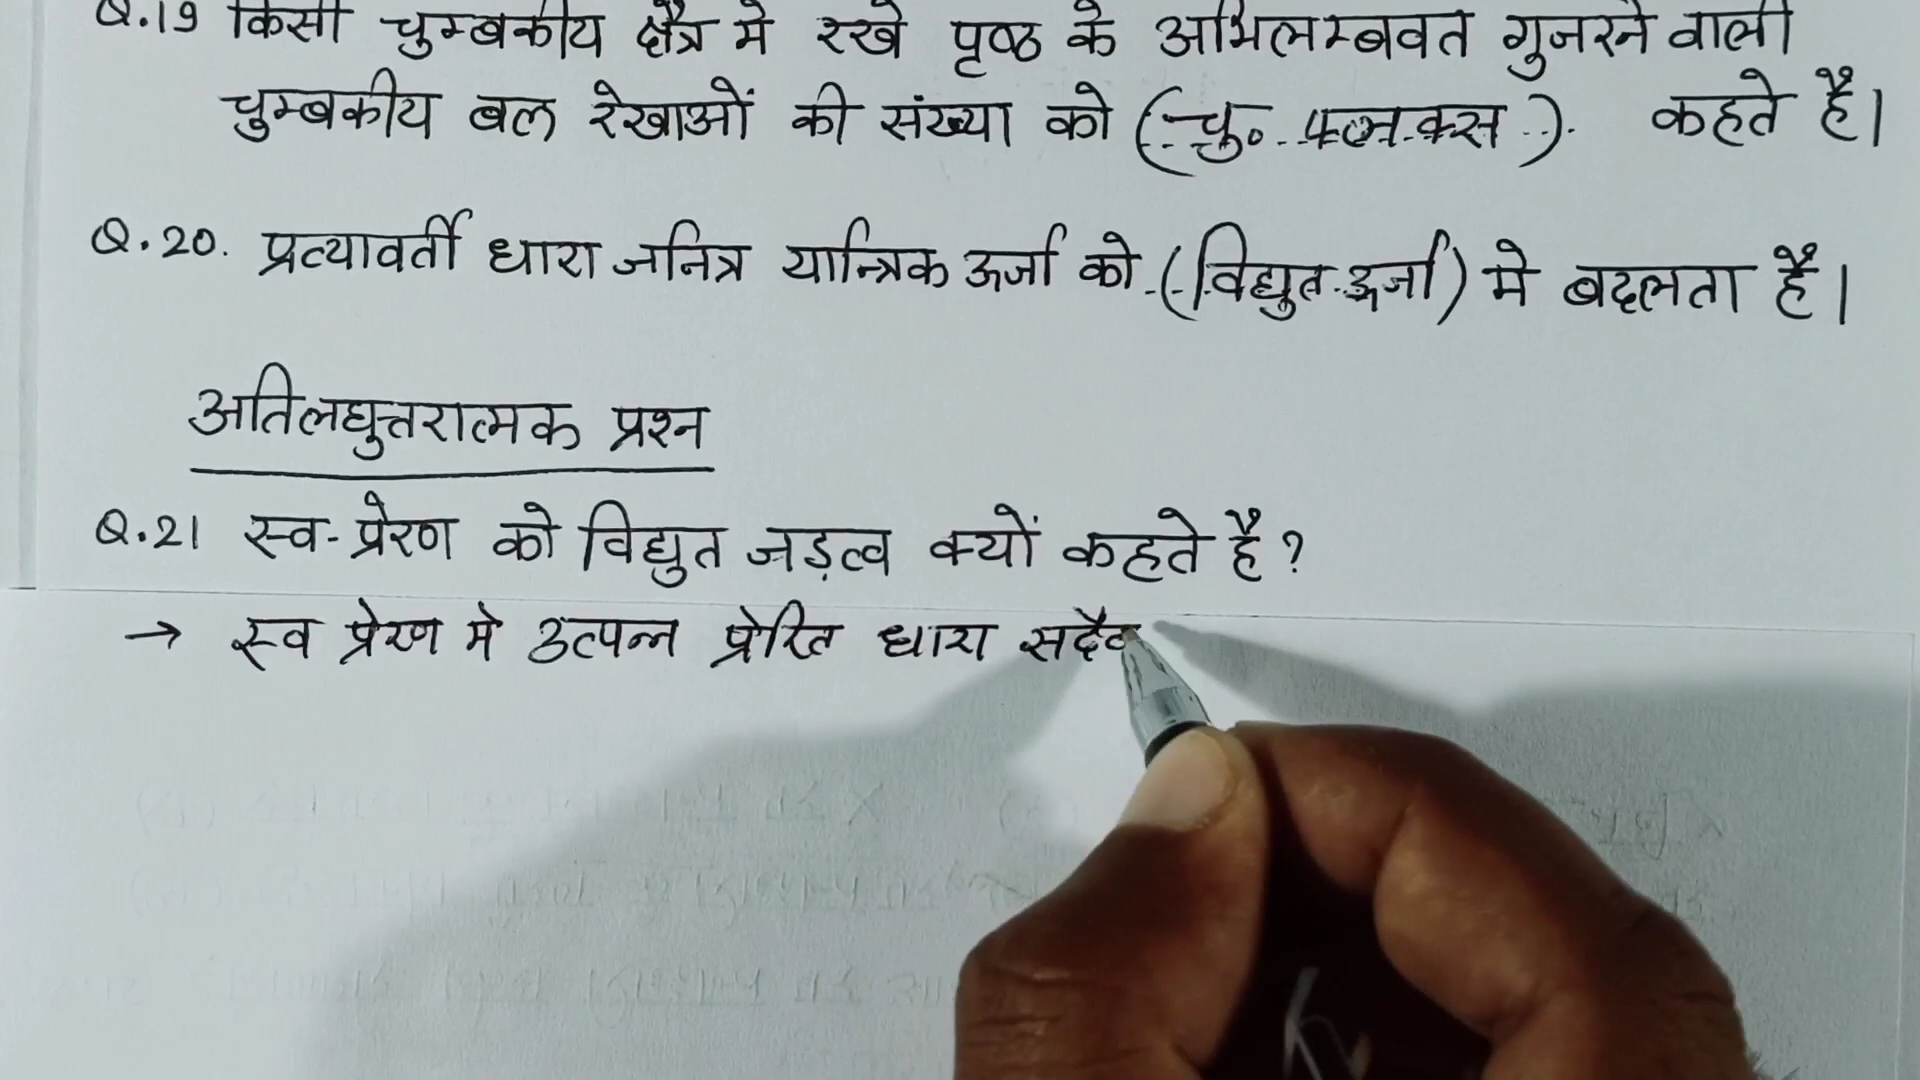 Q.19 किसी चुम्बकीय क्षेत्र मे रखे पृष्ठ के अभिलम्बवत गुजरने वाली
चुम्बकीय बल रेखाओं की संख्या को (चु॰ फ्लक्स) कहते है।
Q.20. प्रत्यावर्ती धारा जनित्र यान्त्रिक ऊर्जा को (विद्युत ऊर्जा) मे बदलता है।
अतिलघुत्तरात्मक प्रश्न
Q.21 स्व-प्रेरण को विद्युत जड़त्व क्यों कहते है?
→ स्व प्रेरण मे उत्पन्न प्रेरित धारा सदैव